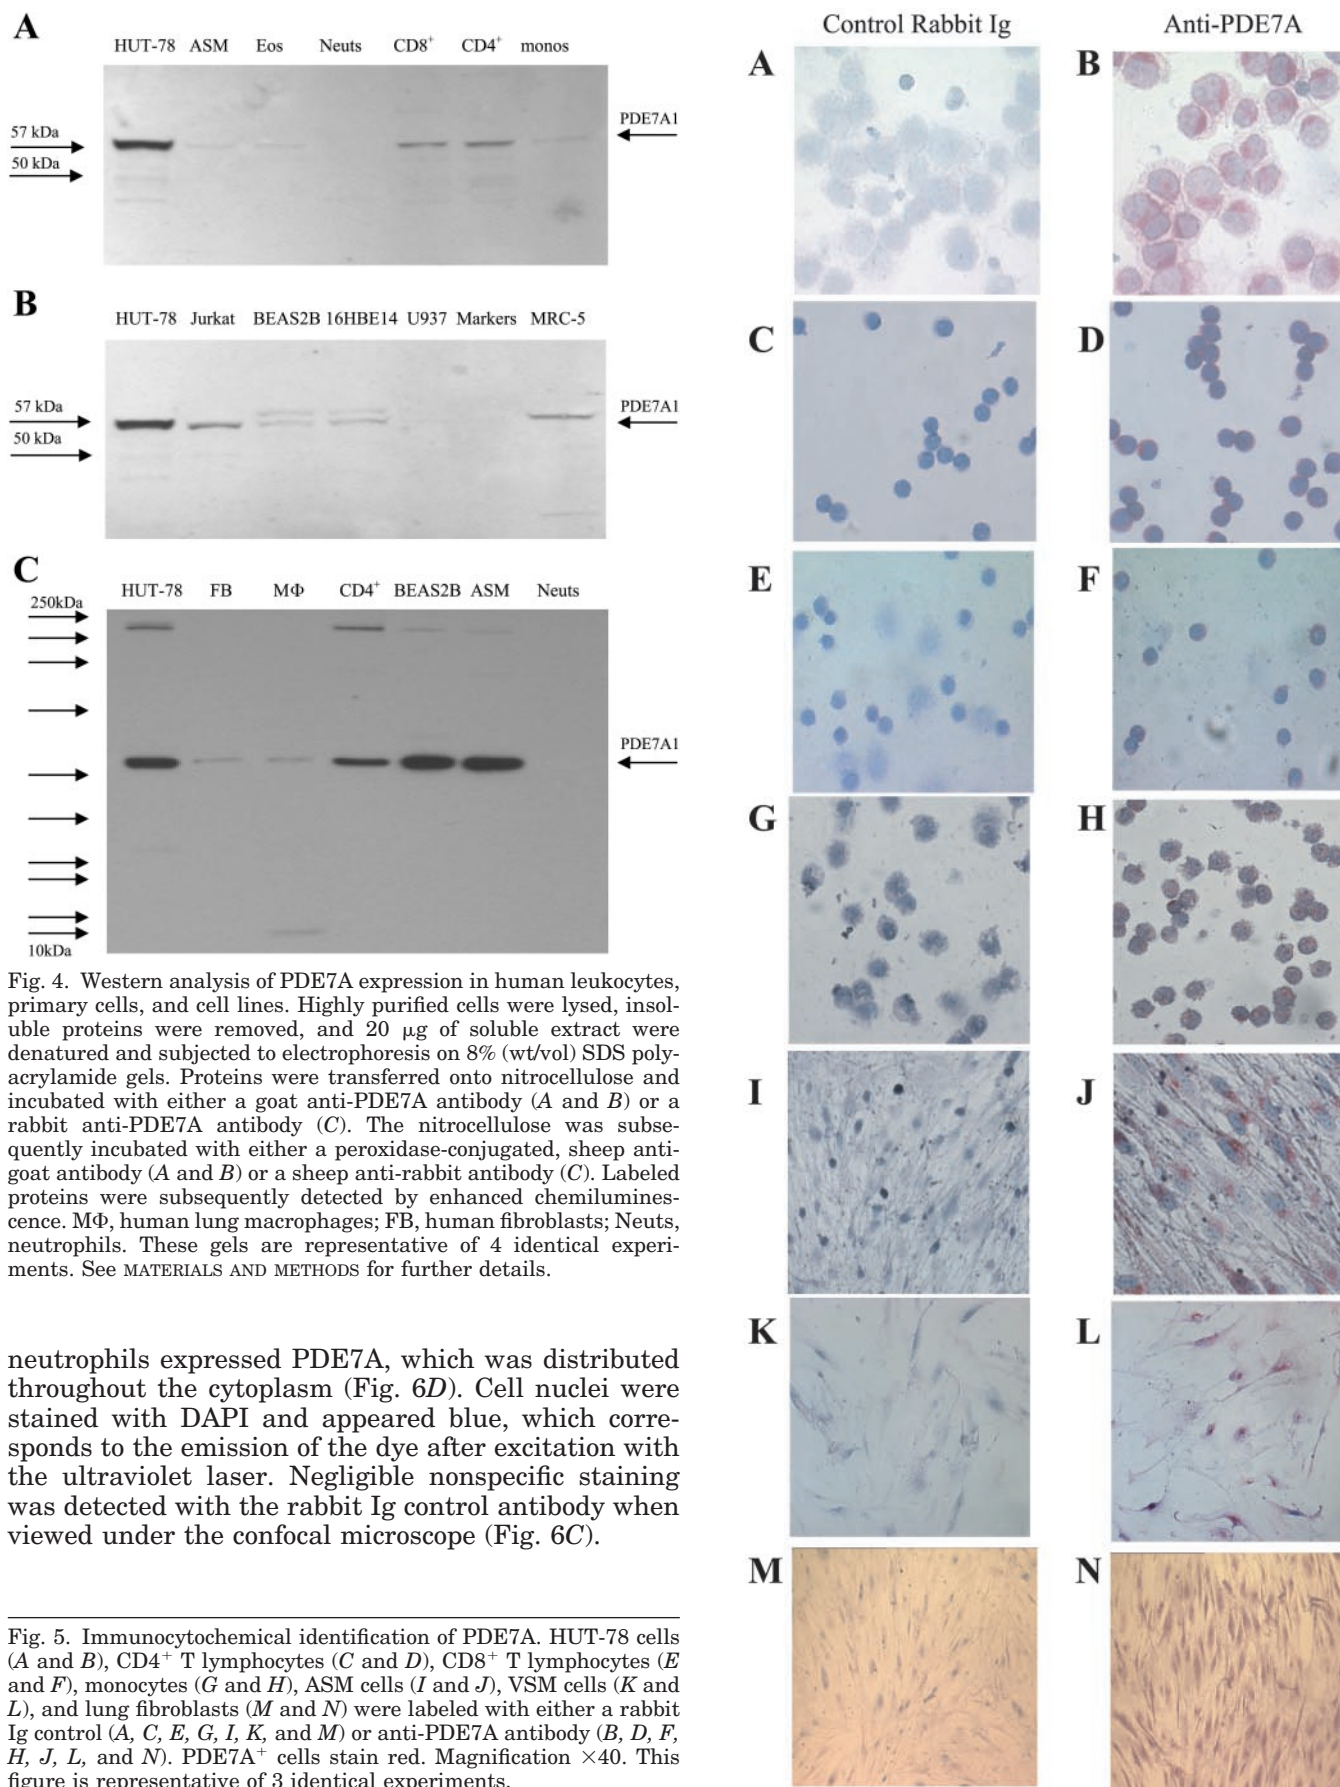 A
HUT-78 ASM Eos Neuts CD8+ CD4+ monos
57 kDa
50 kDa
PDE7A1
B
HUT-78 Jurkat BEAS2B 16HBE14 U937 Markers MRC-5
57 kDa
50 kDa
PDE7A1
C
HUT-78 FB MΦ CD4+ BEAS2B ASM Neuts
250kDa
PDE7A1
10kDa
Fig. 4. Western analysis of PDE7A expression in human leukocytes,
primary cells, and cell lines. Highly purified cells were lysed, insol-
uble proteins were removed, and 20 μg of soluble extract were
denatured and subjected to electrophoresis on 8% (wt/vol) SDS poly-
acrylamide gels. Proteins were transferred onto nitrocellulose and
incubated with either a goat anti-PDE7A antibody (A and B) or a
rabbit anti-PDE7A antibody (C). The nitrocellulose was subse-
quently incubated with either a peroxidase-conjugated, sheep anti-
goat antibody (A and B) or a sheep anti-rabbit antibody (C). Labeled
proteins were subsequently detected by enhanced chemilumines-
cence. MΦ, human lung macrophages; FB, human fibroblasts; Neuts,
neutrophils. These gels are representative of 4 identical experi-
ments. See MATERIALS AND METHODS for further details.
neutrophils expressed PDE7A, which was distributed
throughout the cytoplasm (Fig. 6D). Cell nuclei were
stained with DAPI and appeared blue, which corre-
sponds to the emission of the dye after excitation with
the ultraviolet laser. Negligible nonspecific staining
was detected with the rabbit Ig control antibody when
viewed under the confocal microscope (Fig. 6C).
Fig. 5. Immunocytochemical identification of PDE7A. HUT-78 cells
(A and B), CD4+ T lymphocytes (C and D), CD8+ T lymphocytes (E
and F), monocytes (G and H), ASM cells (I and J), VSM cells (K and
L), and lung fibroblasts (M and N) were labeled with either a rabbit
Ig control (A, C, E, G, I, K, and M) or anti-PDE7A antibody (B, D, F,
H, J, L, and N). PDE7A+ cells stain red. Magnification ×40. This
figure is representative of 3 identical experiments.
Control Rabbit Ig Anti-PDE7A
A B
C D
E F
G H
I J
K L
M N